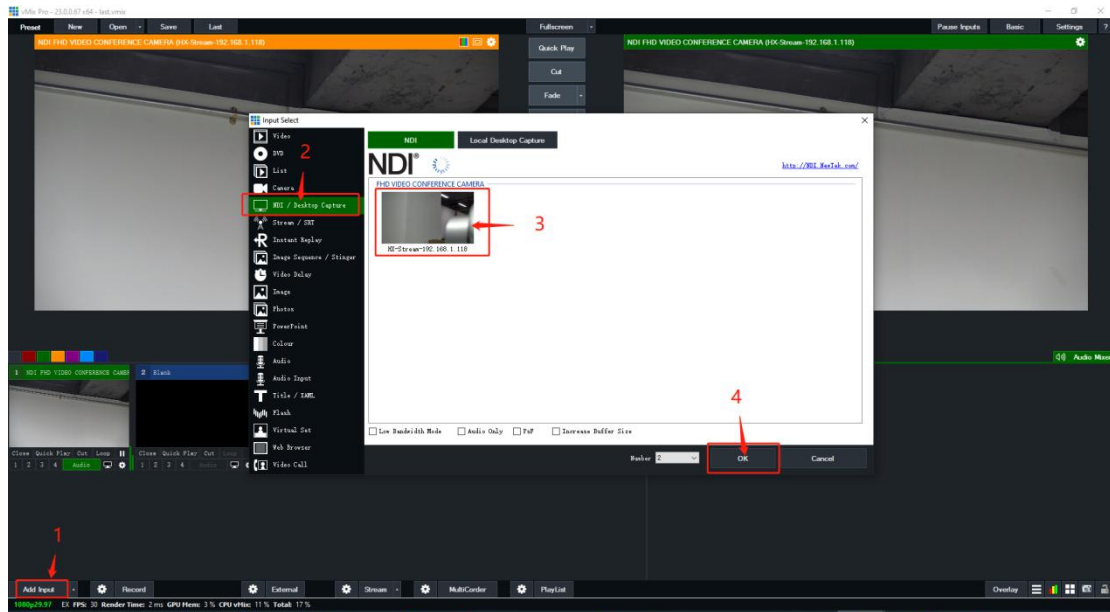 vMix Pro - 23.0.0.67 x64 - last.vmix
Preset New Open Save Last Fullscreen Pause Inputs Basic Settings ?
NDI FHD VIDEO CONFERENCE CAMERA (HX-Stream-192.168.1.118)
NDI FHD VIDEO CONFERENCE CAMERA (HX-Stream-192.168.1.118)
Quick Play
Cut
Fade
Input Select
Video
DVD
2
List
Camera
NDI / Desktop Capture
Stream / SRT
Instant Replay
Image Sequence / Stinger
Video Delay
Image
Photos
PowerPoint
Colour
Audio
Audio Input
Title / XAML
Flash
Virtual Set
Web Browser
Video Call
NDI Local Desktop Capture
NDI®
http://NDI.NewTek.com/
FHD VIDEO CONFERENCE CAMERA
3
HX-Stream-192.168.1.118
4
Low Bandwidth Mode Audio Only PsF Increase Buffer Size
Number 2 OK Cancel
Audio Mixer
1 NDI FHD VIDEO CONFERENCE CAMER
2 Blank
Close Quick Play Cut Loop
1 2 3 4 Audio
Close Quick Play Cut Loop
1 2 3 4 Audio
1
Add Input Record External Stream MultiCorder PlayList Overlay
1080p29.97 EX FPS: 30 Render Time: 2 ms GPU Mem: 3 % CPU vMix: 11 % Total: 17 %